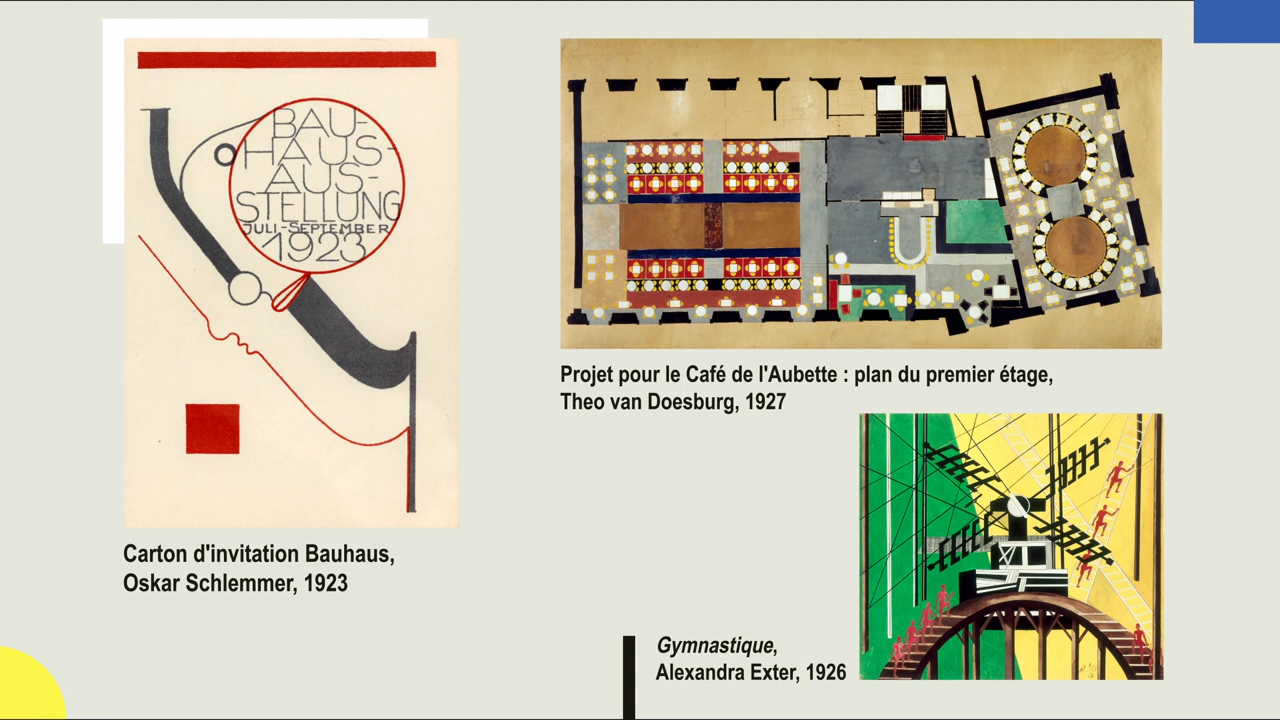 BAU-
HAUS-
AUS-
STELLUNG
JULI-SEPTEMBER
1923
Carton d'invitation Bauhaus,
Oskar Schlemmer, 1923
Projet pour le Café de l'Aubette : plan du premier étage,
Theo van Doesburg, 1927
Gymnastique,
Alexandra Exter, 1926